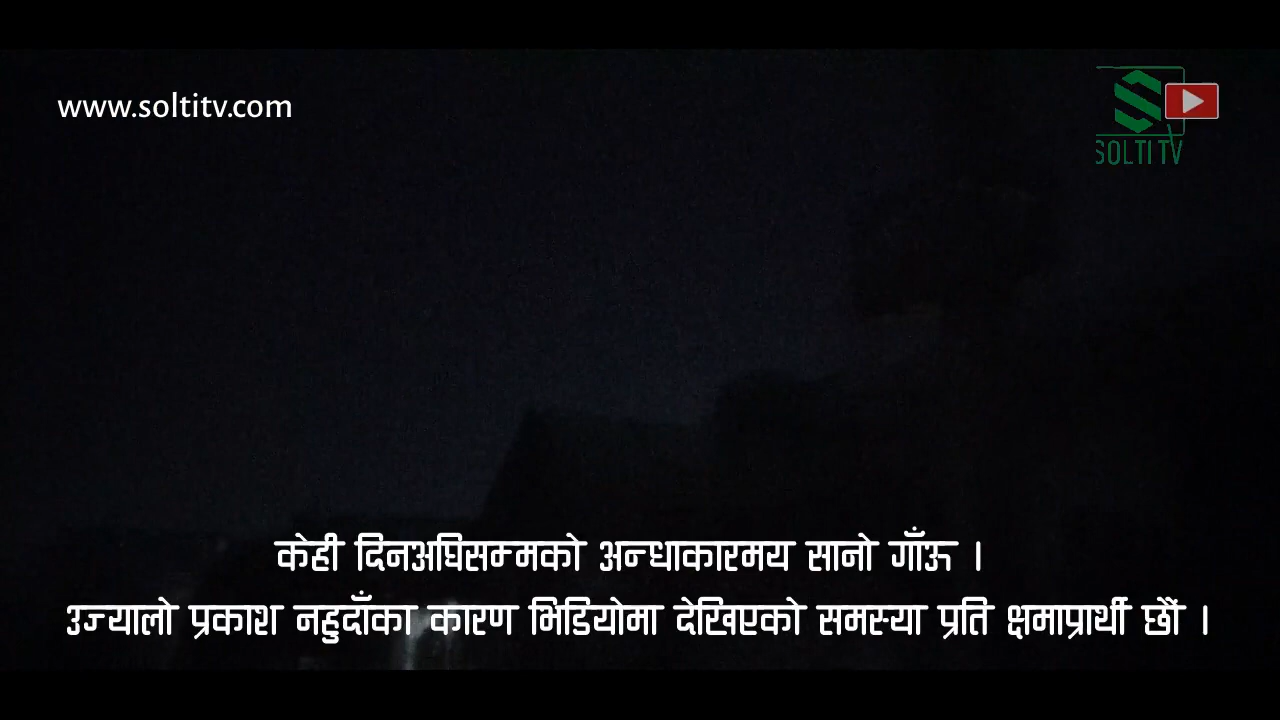 www.soltitv.com
SOLTI TV
केही दिनअघिसम्मको अन्धाकारमय सानो गाँऊ ।
उज्यालो प्रकाश नहुदाँका कारण भिडियोमा देखिएको समस्या प्रति क्षमाप्रार्थी छौं ।